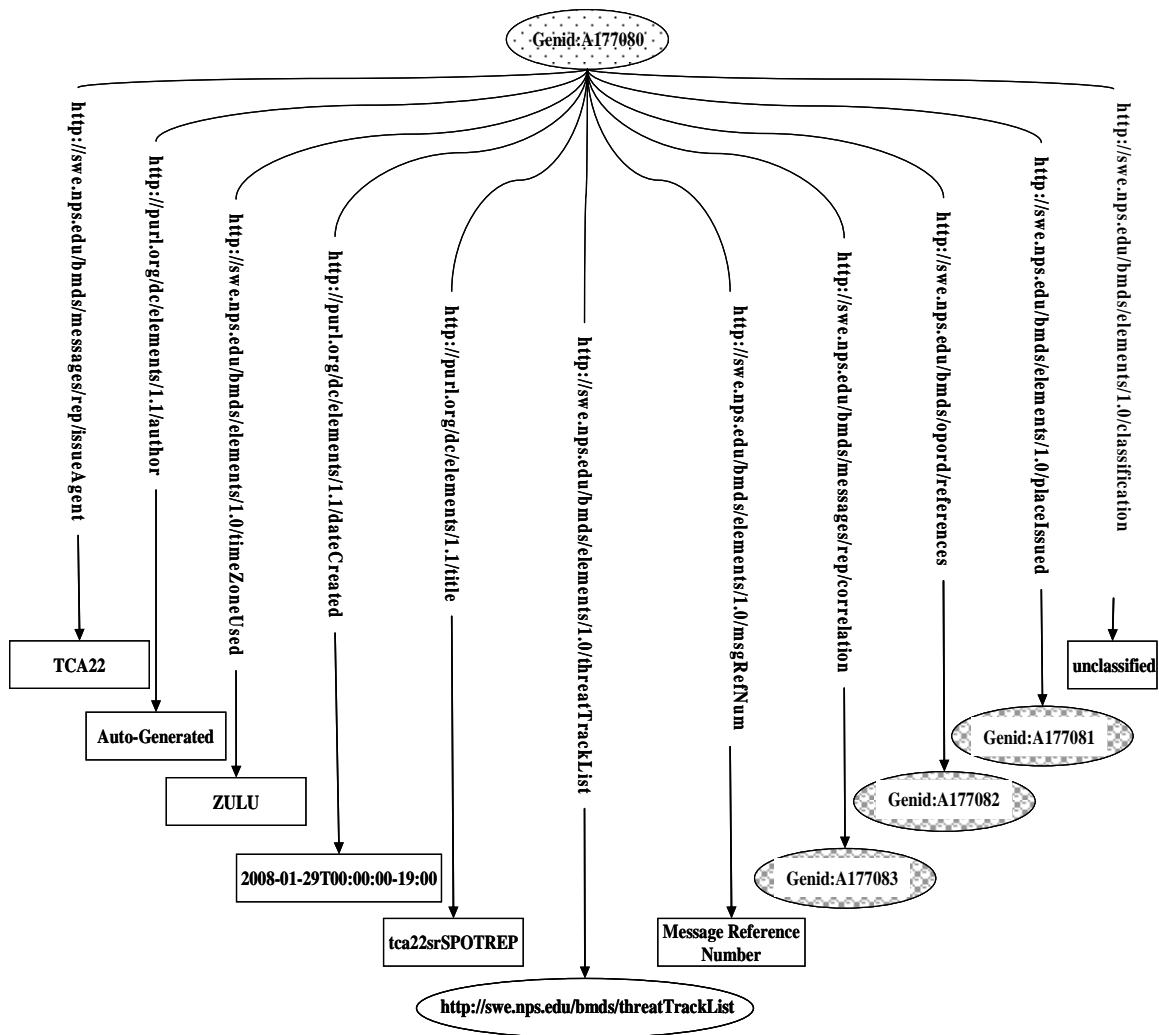 Genid:A177080
http://swe.nps.edu/bmds/messages/rep/issueAgent
http://purl.org/dc/elements/1.1/author
http://swe.nps.edu/bmds/elements/1.0/timeZoneUsed
http://purl.org/dc/elements/1.1/dateCreated
http://purl.org/dc/elements/1.1/title
http://swe.nps.edu/bmds/elements/1.0/threatTrackList
http://swe.nps.edu/bmds/elements/1.0/msgRefNum
http://swe.nps.edu/bmds/messages/rep/correlation
http://swe.nps.edu/bmds/opord/references
http://swe.nps.edu/bmds/elements/1.0/placeIssued
http://swe.nps.edu/bmds/elements/1.0/classification
TCA22
Auto-Generated
ZULU
2008-01-29T00:00:00-19:00
tca22srSPOTREP
http://swe.nps.edu/bmds/threatTrackList
Message Reference
Number
Genid:A177083
Genid:A177082
Genid:A177081
unclassified